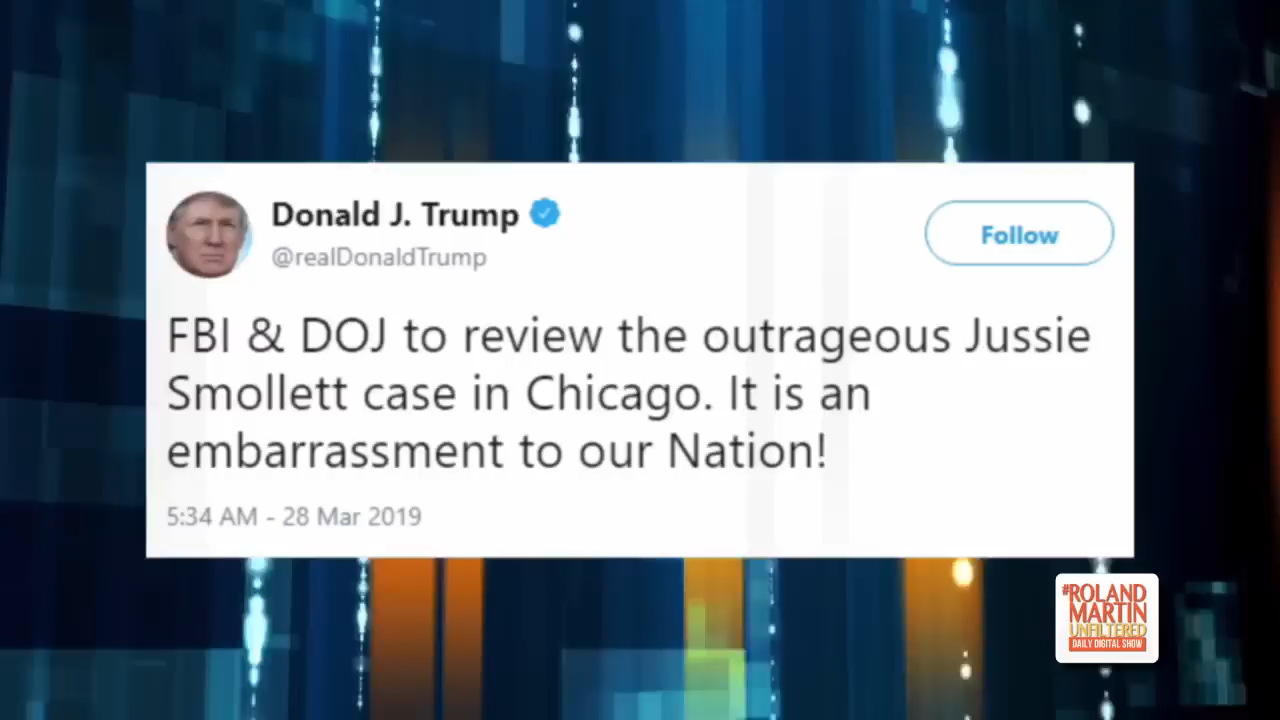 Donald J. Trump
@realDonaldTrump
Follow
FBI & DOJ to review the outrageous Jussie
Smollett case in Chicago. It is an
embarrassment to our Nation!
5:34 AM - 28 Mar 2019
#ROLAND
MARTIN
UNFILTERED
DAILY DIGITAL SHOW